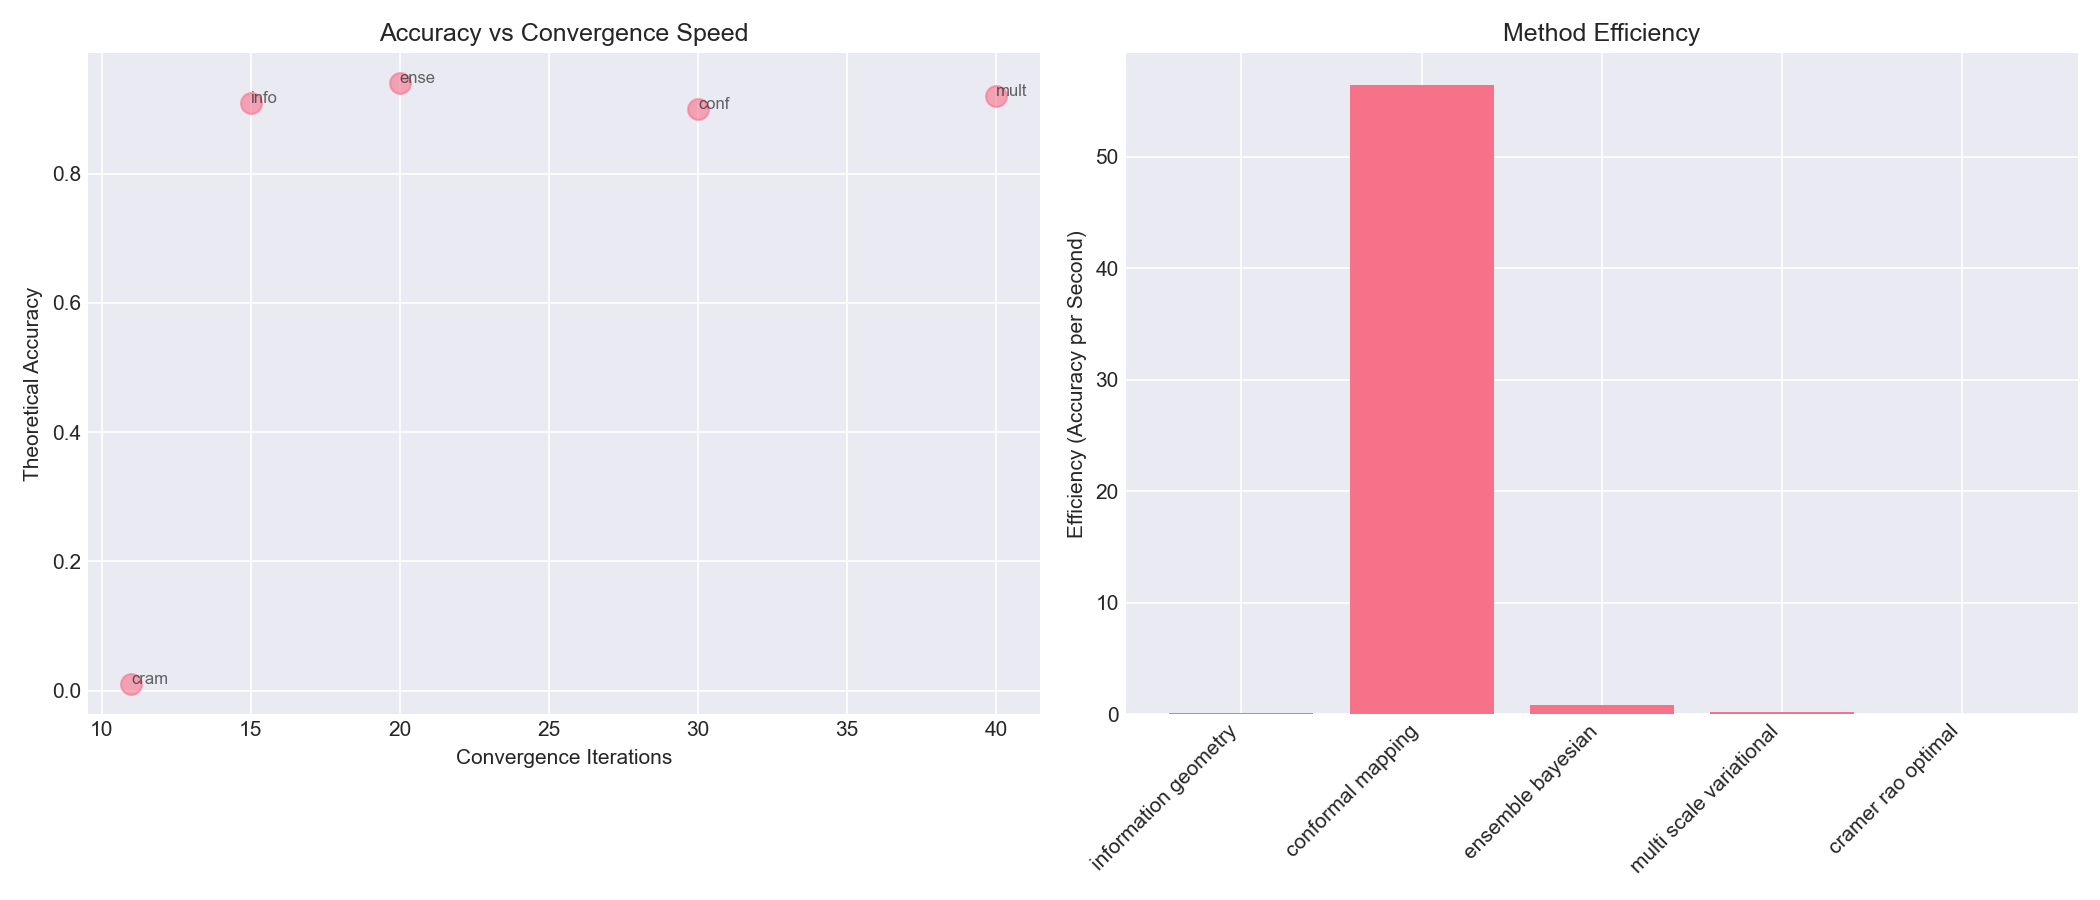 Accuracy vs Convergence Speed
Theoretical Accuracy
0.8
0.6
0.4
0.2
0.0
info
ense
conf
mult
cram
10 15 20 25 30 35 40
Convergence Iterations
Method Efficiency
Efficiency (Accuracy per Second)
50
40
30
20
10
0
information geometry
conformal mapping
ensemble bayesian
multi scale variational
cramer rao optimal